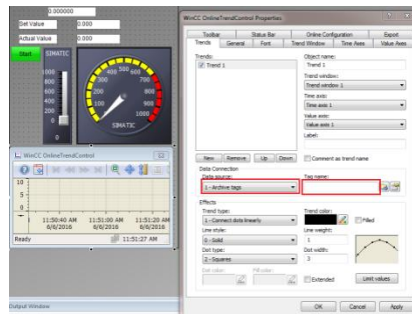 0.000000
Set Value 0.000
Actual Value 0.000
Start SIMATIC
1000
800
600
400
200
0
0
100 200 300 400 500 600 700 800 900 1000
SIMATIC
WinCC OnlineTrendControl
10
5
0
11:50:40 AM 11:51:00 AM 11:51:20 AM
6/6/2016 6/6/2016 6/6/2016
Ready 11:51:27 AM
Output Window
WinCC OnlineTrendControl Properties
Toolbar Status Bar Online Configuration Export
Trends General Font Trend Window Time Axes Value Axes
Trends: Object name:
Trend 1 Trend 1
Trend window:
Trend window 1
Time axis:
Time axis 1
Value axis:
Value axis 1
Label:
New Remove Up Down Comment as trend name
Data Connection
Data source: Tag name:
1 - Archive tags
Effects
Trend type: Trend color:
1 - Connect dots linearly Filled
Line style: Line weight:
0 - Solid 1
Dot type: Dot width:
2 - Squares 3
Dot color: Fill color:
Extended Limit values
OK Cancel Apply